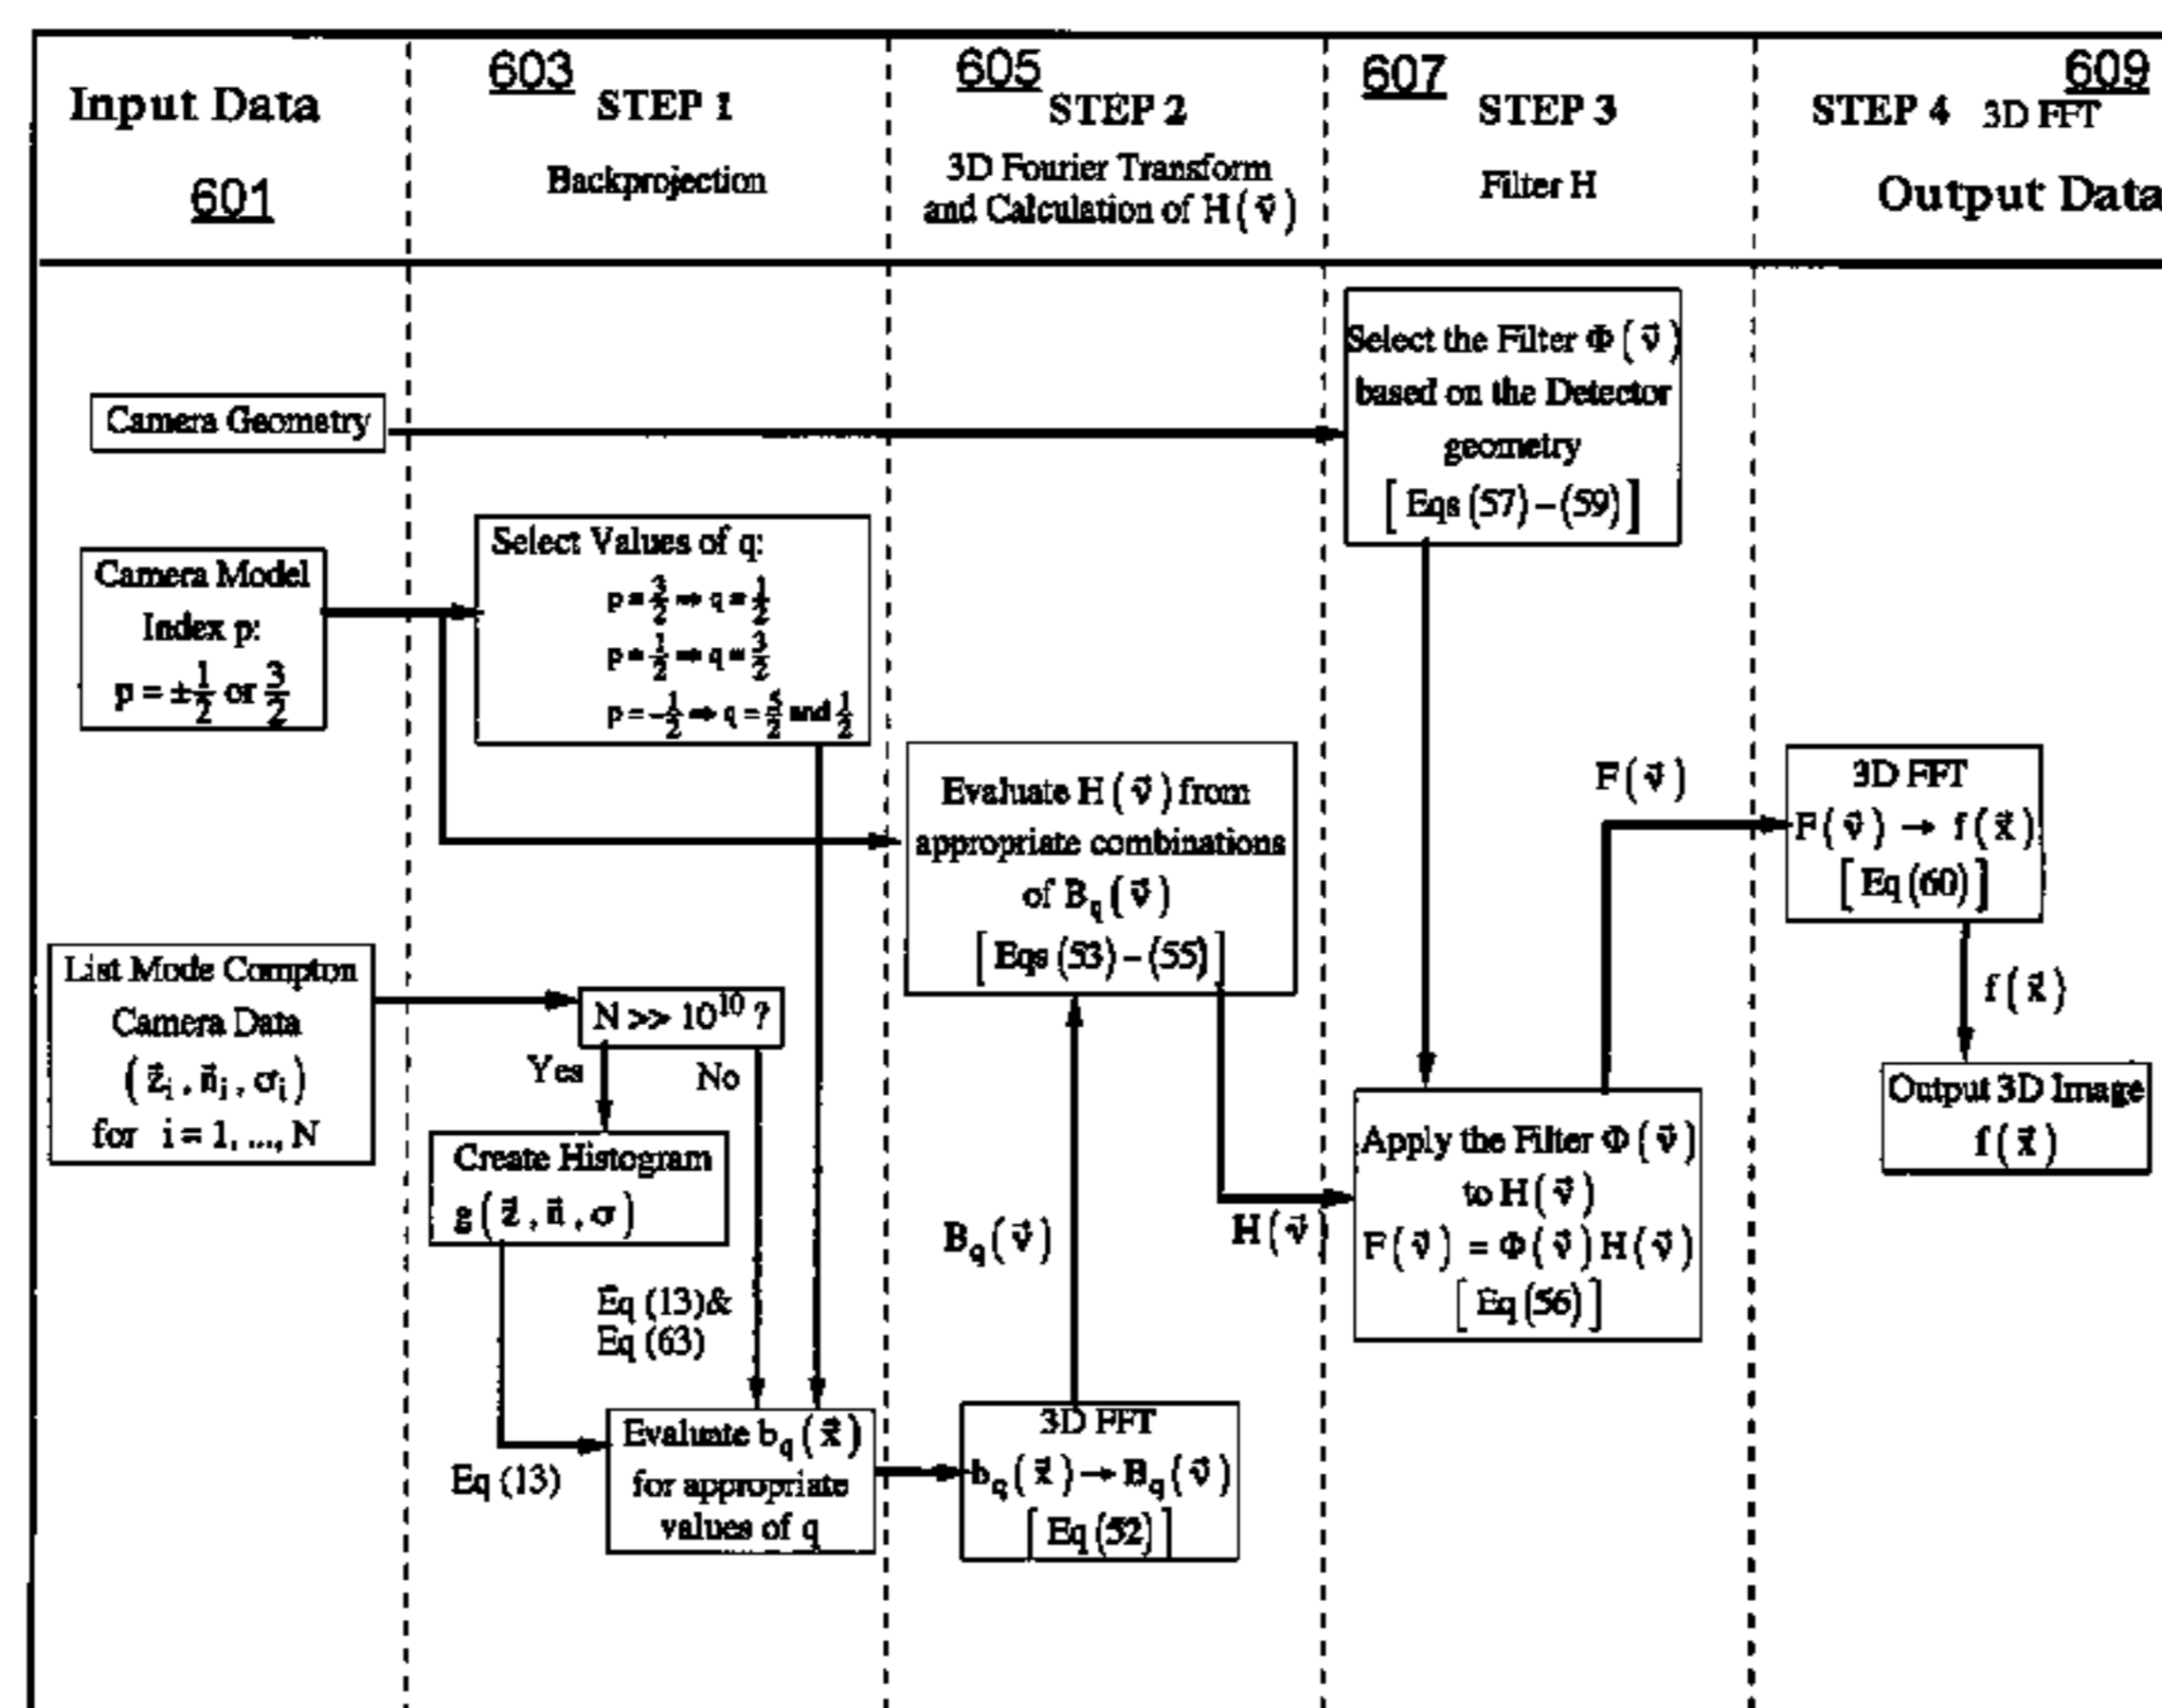 Input Data
601
603
STEP 1
Backprojection
605
STEP 2
3D Fourier Transform
and Calculation of H(v⃗)
607
STEP 3
Filter H
609
STEP 4 3D FFT
Output Data
Camera Geometry
Select the Filter Φ(v⃗)
based on the Detector
geometry
[Eqs (57)–(59)]
Camera Model
Index p:
p = ±1/2 or 3/2
Select Values of q:
p = 3/2 ⇒ q = 1/2
p = 1/2 ⇒ q = 3/2
p = –1/2 ⇒ q = 5/2 and 1/2
Evaluate H(v⃗) from
appropriate combinations
of B_q(v⃗)
[Eqs (53)–(55)]
F(v⃗)
3D FFT
F(v⃗) → f(x⃗)
[Eq (60)]
f(x⃗)
Output 3D Image
f(x⃗)
List Mode Compton
Camera Data
(z⃗_i, n⃗_i, σ_i)
for i = 1, ..., N
N >> 10^10 ?
Yes
No
Create Histogram
g(z⃗, n⃗, σ)
Eq (13)&
Eq (63)
Eq (13)
Evaluate b_q(x⃗)
for appropriate
values of q
B_q(v⃗)
3D FFT
b_q(x⃗) → B_q(v⃗)
[Eq (52)]
H(v⃗)
Apply the Filter Φ(v⃗)
to H(v⃗)
F(v⃗) = Φ(v⃗)H(v⃗)
[Eq (56)]